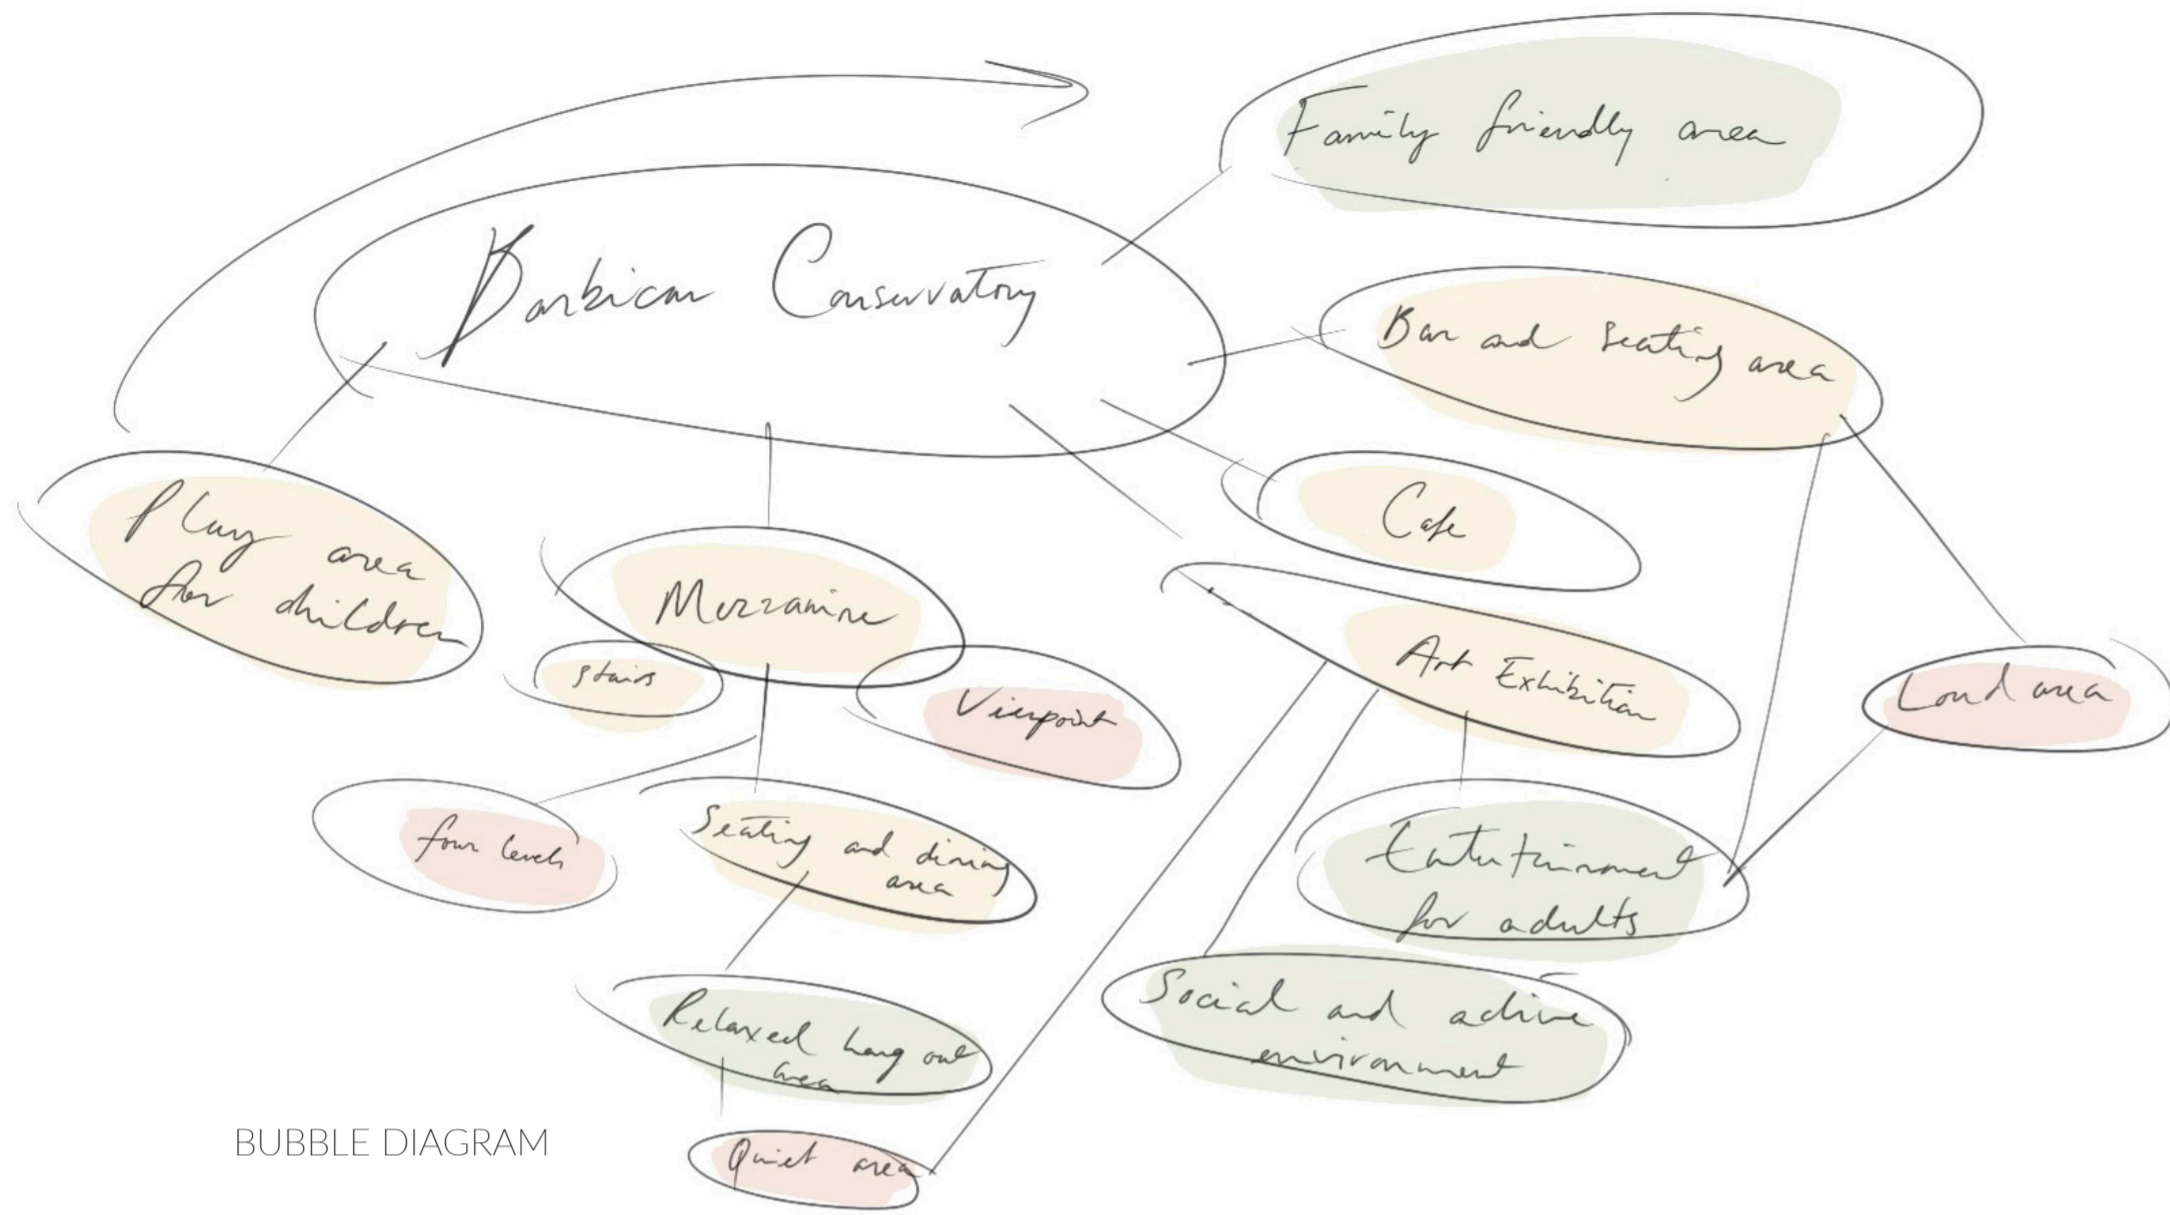 Family friendly area
Barbican Conservatory
Bar and seating area
Cafe
Play area
for children
Mezzanine
stairs
Viewpoint
Art Exhibition
Loud area
four levels
Seating and dining
area
Entertainment
for adults
Social and active
environment
Relaxed hang out
area
Quiet area
BUBBLE DIAGRAM